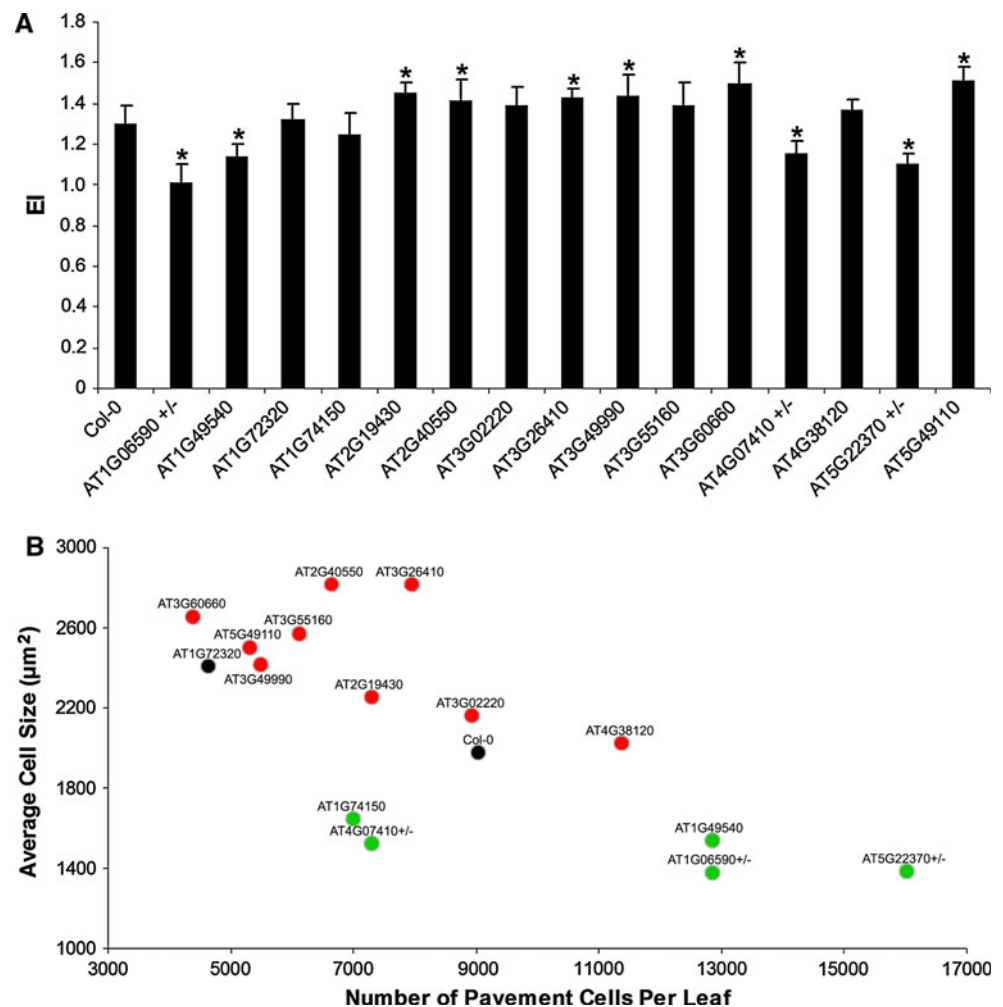 A
1.8
1.6
1.4
1.2
1.0
0.8
0.6
0.4
0.2
0
EI
* * * * * * * * * *
Col-0
AT1G06590 +/-
AT1G49540
AT1G72320
AT1G74150
AT2G19430
AT2G40550
AT3G02220
AT3G26410
AT3G49990
AT3G55160
AT3G60660
AT4G07410 +/-
AT4G38120
AT5G22370 +/-
AT5G49110
B
3000
2600
2200
1800
1400
1000
Average Cell Size (µm²)
AT2G40550
AT3G26410
AT3G60660
AT3G55160
AT5G49110
AT1G72320
AT3G49990
AT2G19430
AT3G02220
AT4G38120
Col-0
AT1G74150
AT4G07410+/-
AT1G49540
AT1G06590+/-
AT5G22370+/-
3000 5000 7000 9000 11000 13000 15000 17000
Number of Pavement Cells Per Leaf